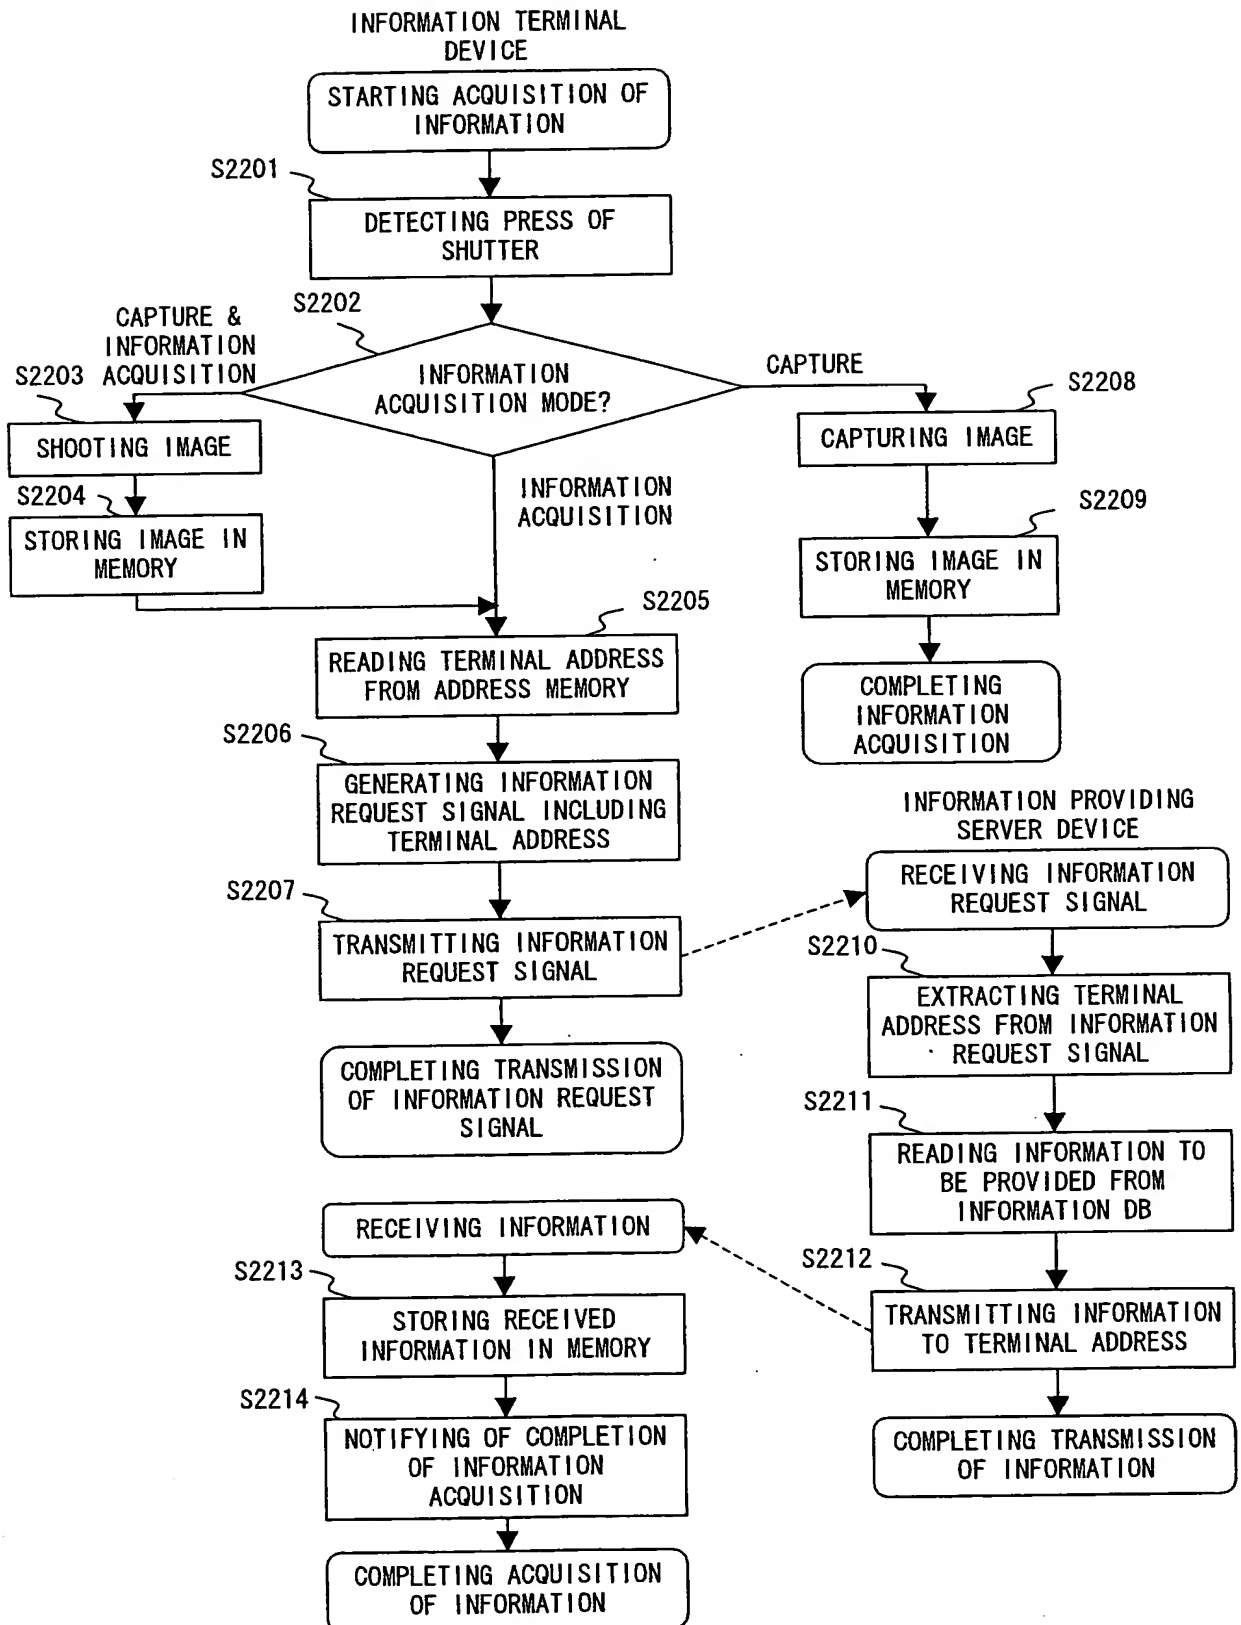 INFORMATION TERMINAL
DEVICE
STARTING ACQUISITION OF
INFORMATION
S2201
DETECTING PRESS OF
SHUTTER
S2202
CAPTURE &
INFORMATION
ACQUISITION
INFORMATION
ACQUISITION MODE?
CAPTURE
S2203
SHOOTING IMAGE
S2204
STORING IMAGE IN
MEMORY
INFORMATION
ACQUISITION
S2208
CAPTURING IMAGE
S2209
STORING IMAGE IN
MEMORY
COMPLETING
INFORMATION
ACQUISITION
S2205
READING TERMINAL ADDRESS
FROM ADDRESS MEMORY
S2206
GENERATING INFORMATION
REQUEST SIGNAL INCLUDING
TERMINAL ADDRESS
S2207
TRANSMITTING INFORMATION
REQUEST SIGNAL
COMPLETING TRANSMISSION
OF INFORMATION REQUEST
SIGNAL
INFORMATION PROVIDING
SERVER DEVICE
RECEIVING INFORMATION
REQUEST SIGNAL
S2210
EXTRACTING TERMINAL
ADDRESS FROM INFORMATION
REQUEST SIGNAL
S2211
READING INFORMATION TO
BE PROVIDED FROM
INFORMATION DB
S2212
TRANSMITTING INFORMATION
TO TERMINAL ADDRESS
COMPLETING TRANSMISSION
OF INFORMATION
RECEIVING INFORMATION
S2213
STORING RECEIVED
INFORMATION IN MEMORY
S2214
NOTIFYING OF COMPLETION
OF INFORMATION
ACQUISITION
COMPLETING ACQUISITION
OF INFORMATION